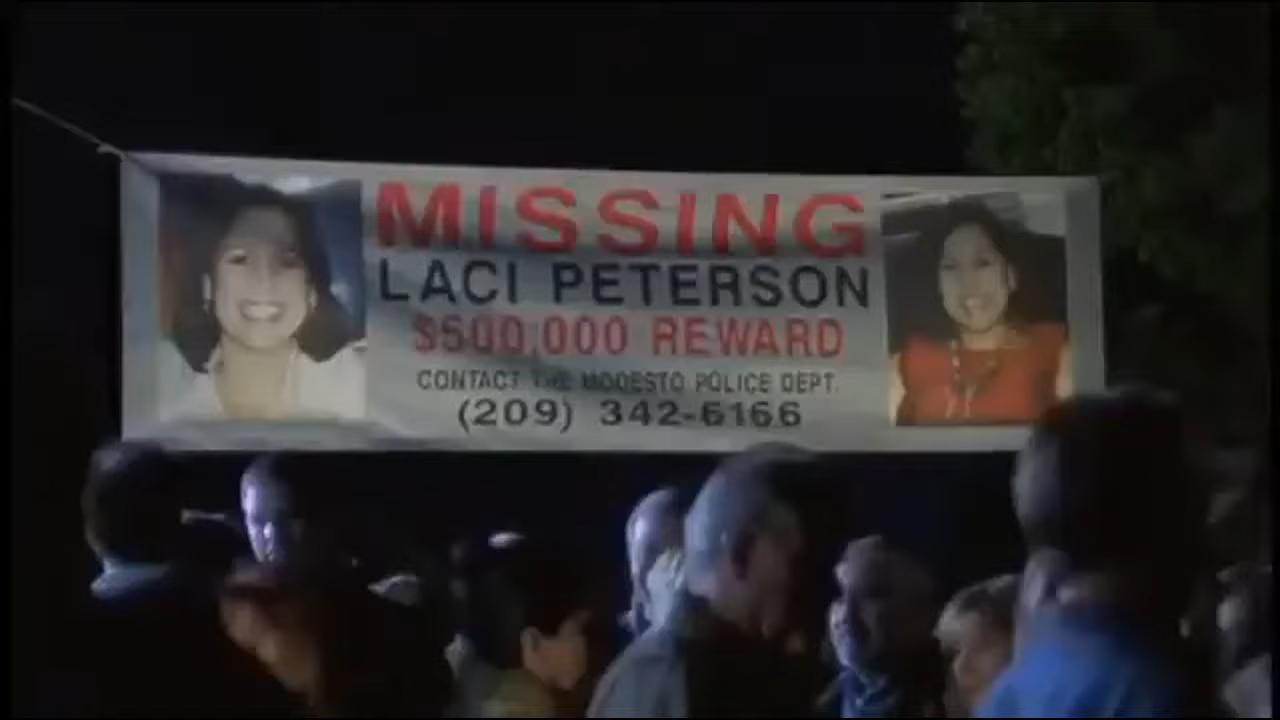 MISSING
LACI PETERSON
$500,000 REWARD
CONTACT THE MODESTO POLICE DEPT.
(209) 342-6166